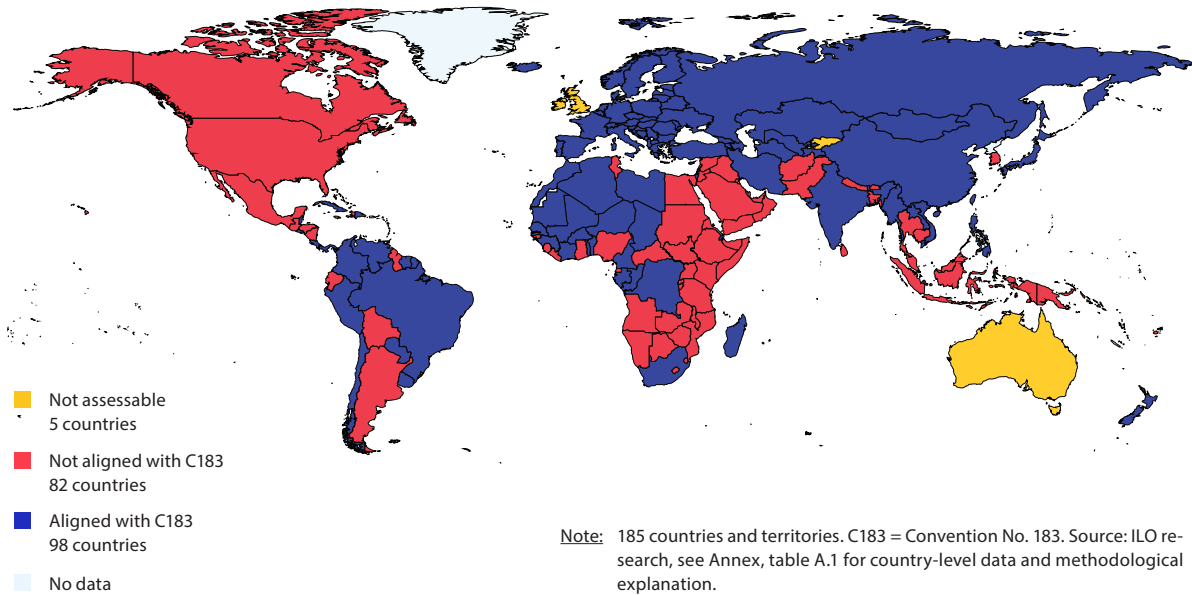 Not assessable
5 countries
Not aligned with C183
82 countries
Aligned with C183
98 countries
No data
Note: 185 countries and territories. C183 = Convention No. 183. Source: ILO re-
search, see Annex, table A.1 for country-level data and methodological
explanation.